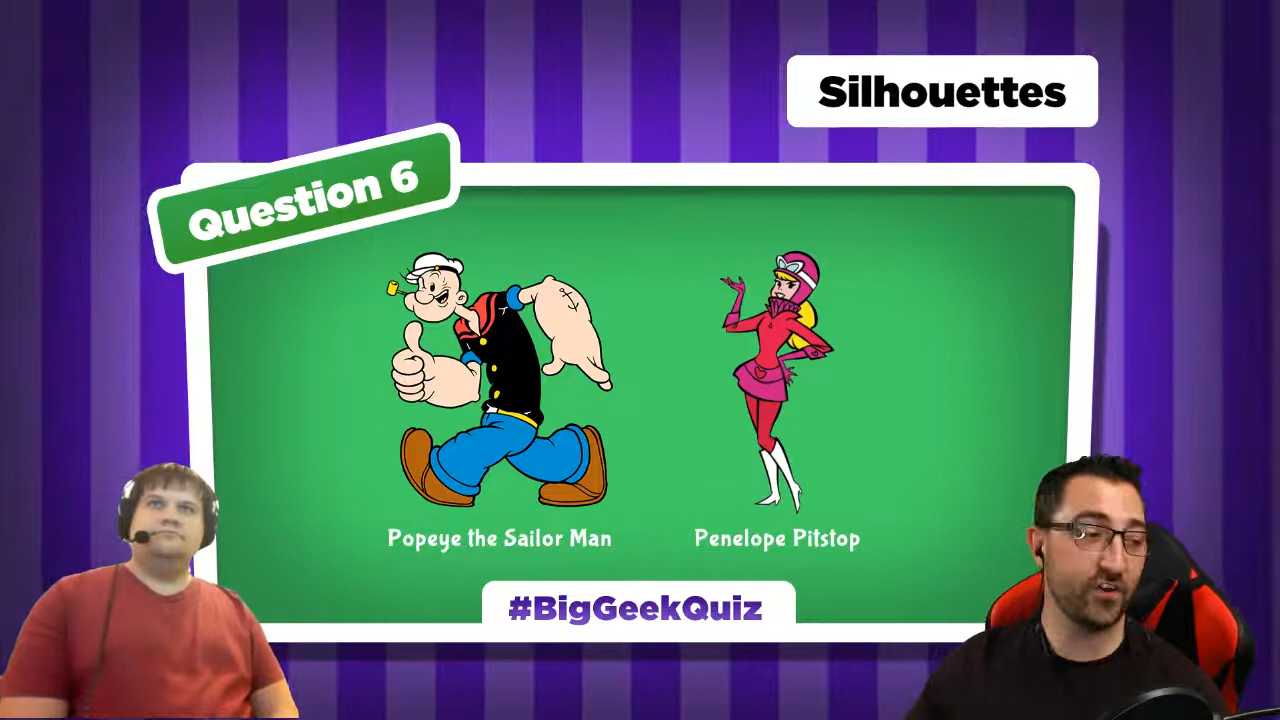 Silhouettes
Question 6
Popeye the Sailor Man
Penelope Pitstop
#BigGeekQuiz